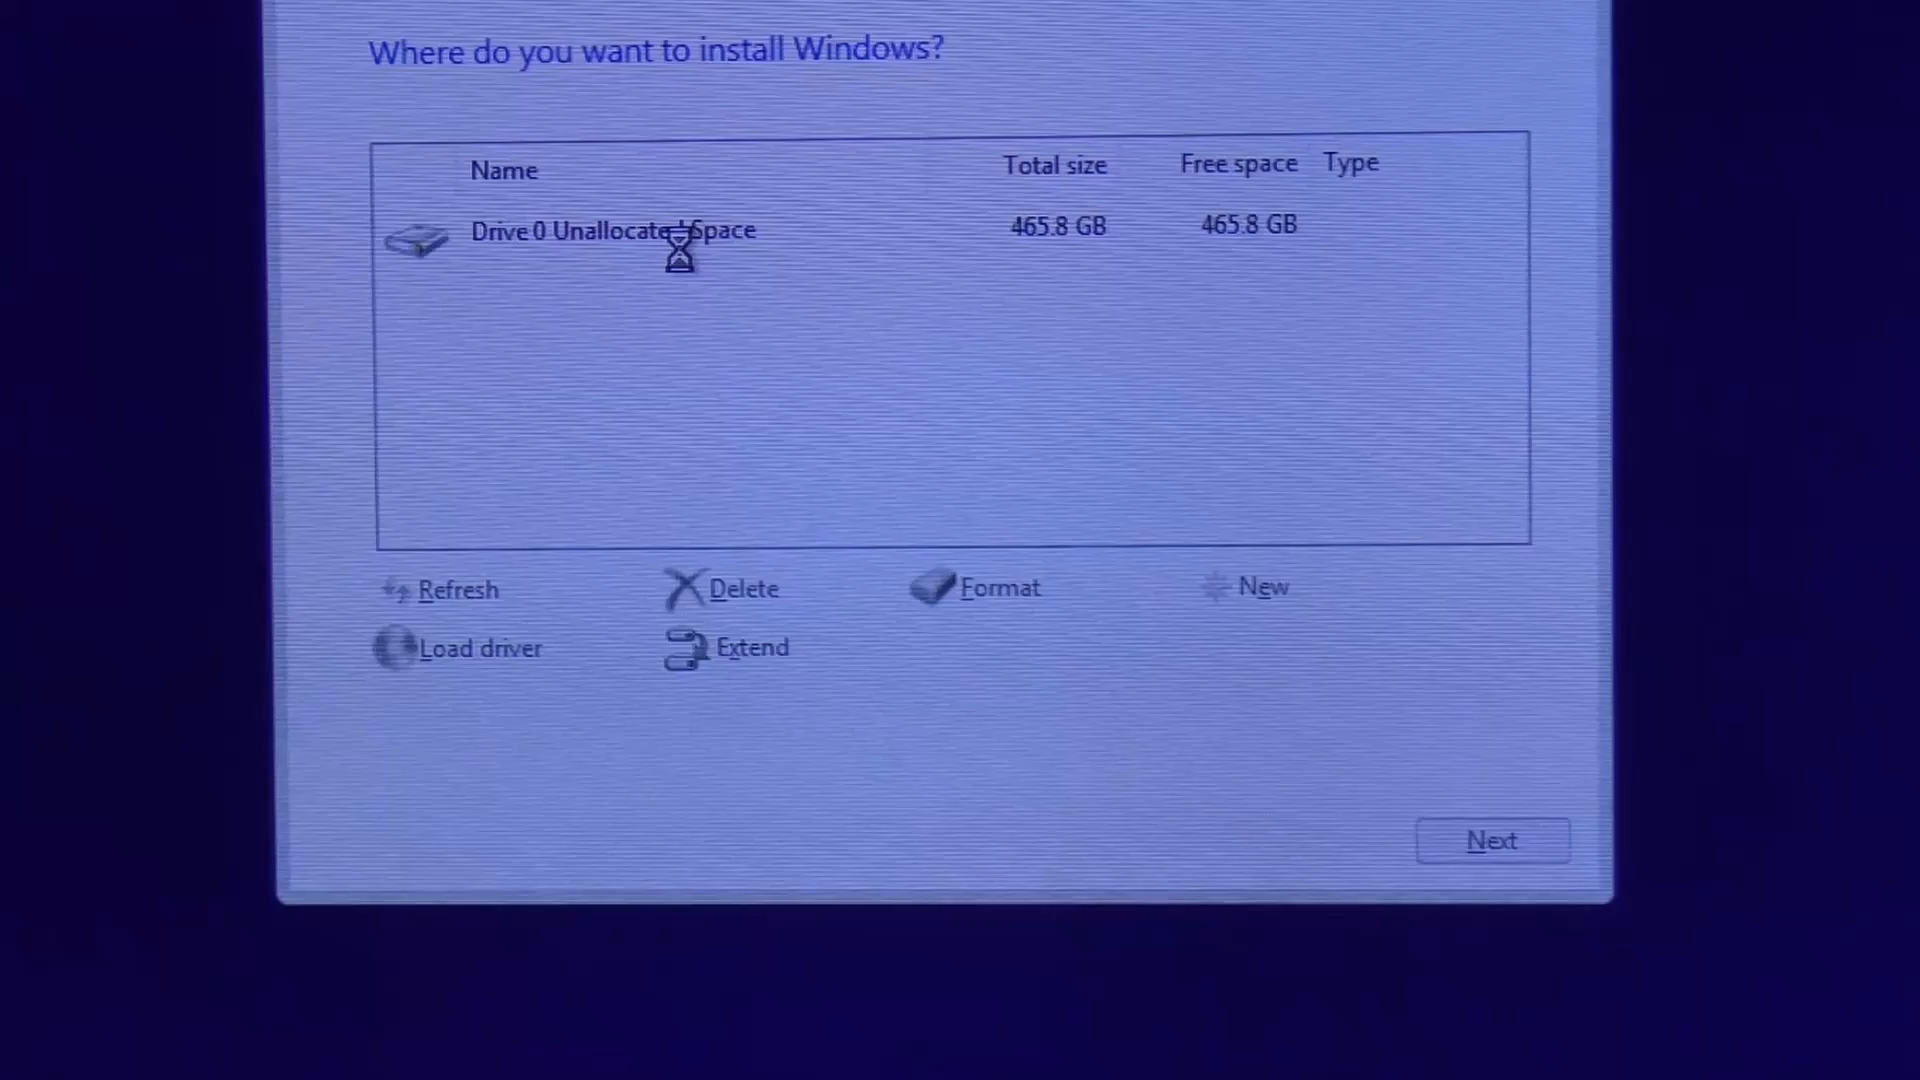 Where do you want to install Windows?
Name Total size Free space Type
Drive 0 Unallocated Space 465.8 GB 465.8 GB
Refresh Delete Format New
Load driver Extend
Next